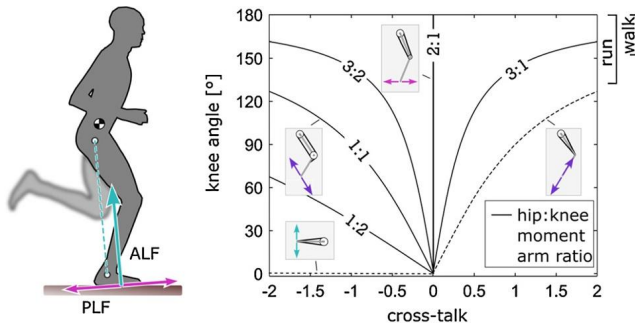 ALF
PLF
knee angle [°]
180
150
120
90
60
30
0
-2
-1.5
-1
-0.5
0
0.5
1
1.5
2
cross-talk
3:2
1:1
1:2
2:1
3:1
run
walk
hip:knee
moment
arm ratio